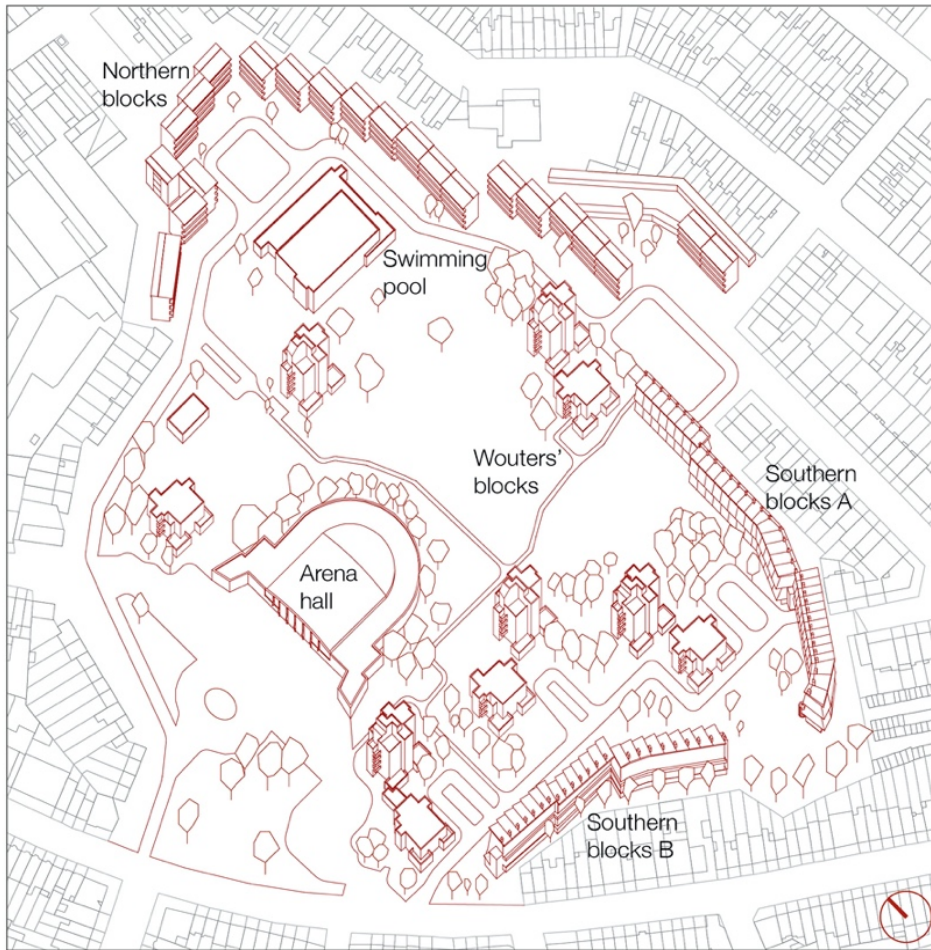 Northern
blocks
Swimming
pool
Wouters'
blocks
Southern
blocks A
Arena
hall
Southern
blocks B